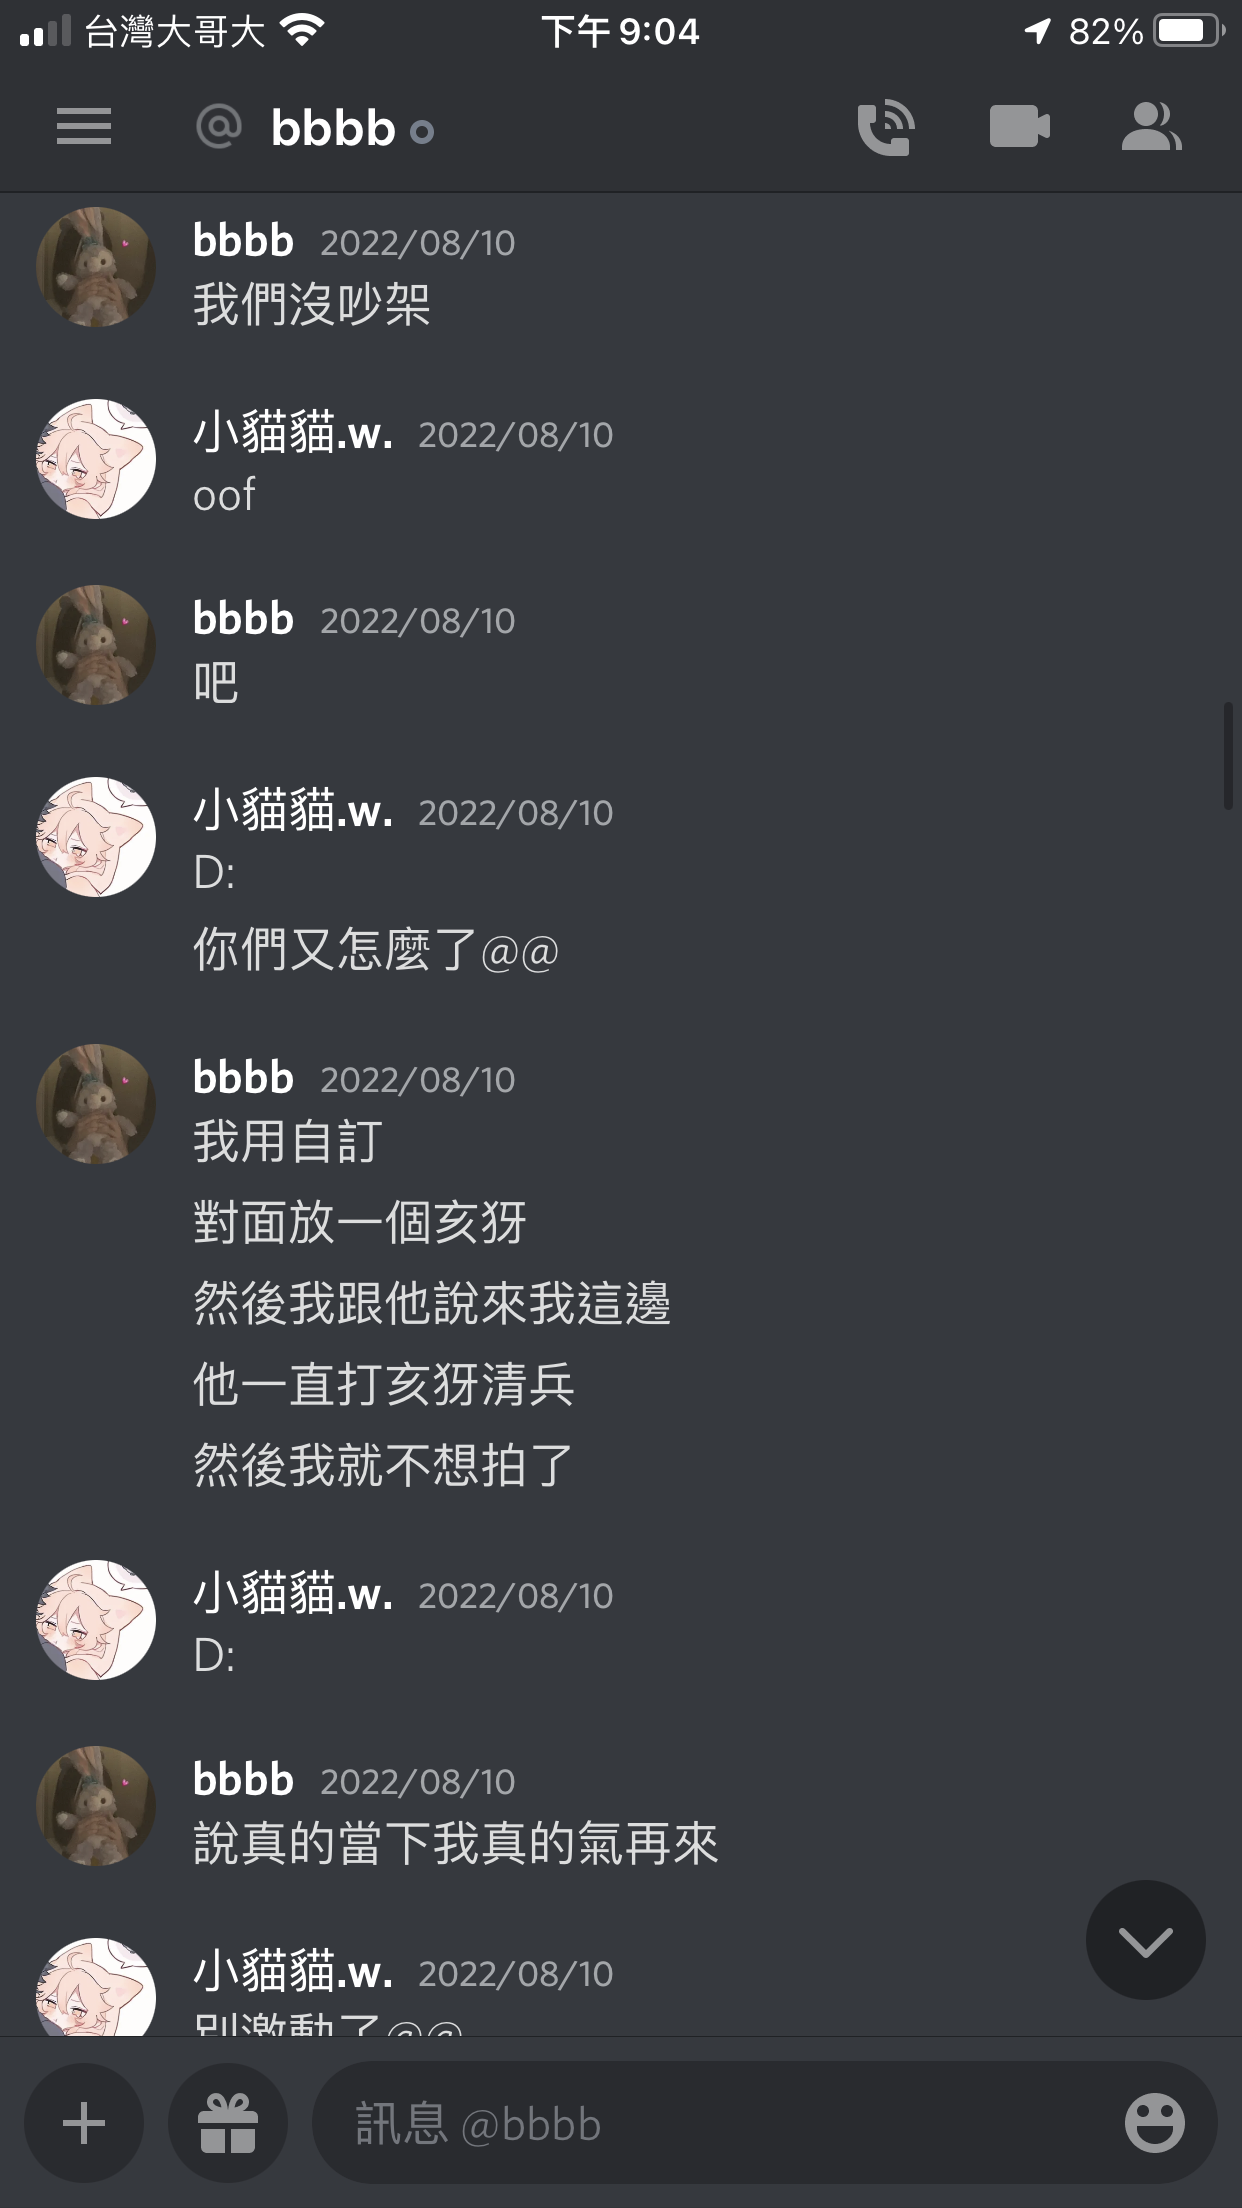 台灣大哥大 下午 9:04 82%
@ bbbb
bbbb 2022/08/10
我們沒吵架
小貓貓.w. 2022/08/10
oof
bbbb 2022/08/10
吧
小貓貓.w. 2022/08/10
D:
你們又怎麼了@@
bbbb 2022/08/10
我用自訂
對面放一個亥犽
然後我跟他說來我這邊
他一直打亥犽清兵
然後我就不想拍了
小貓貓.w. 2022/08/10
D:
bbbb 2022/08/10
說真的當下我真的氣再來
小貓貓.w. 2022/08/10
別激動了@@
訊息 @bbbb